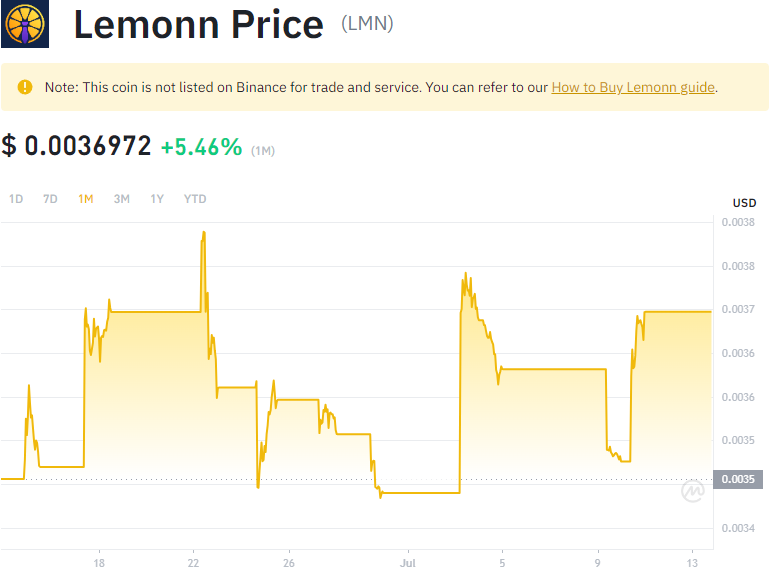 Lemonn Price (LMN)
Note: This coin is not listed on Binance for trade and service. You can refer to our How to Buy Lemonn guide.
$ 0.0036972 +5.46% (1M)
1D 7D 1M 3M 1Y YTD
USD
0.0038
0.0038
0.0037
0.0036
0.0036
0.0035
0.0035
0.0034
18 22 26 Jul 5 9 13